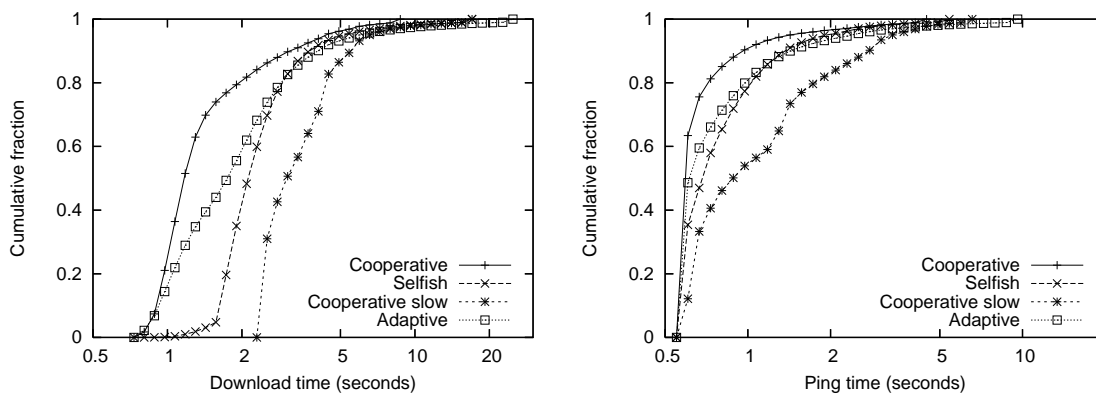 1
0.8
0.6
0.4
0.2
0
Cumulative fraction
Cooperative
Selfish
Cooperative slow
Adaptive
0.5 1 2 5 10 20
Download time (seconds)
1
0.8
0.6
0.4
0.2
0
Cumulative fraction
Cooperative
Selfish
Cooperative slow
Adaptive
0.5 1 2 5 10
Ping time (seconds)